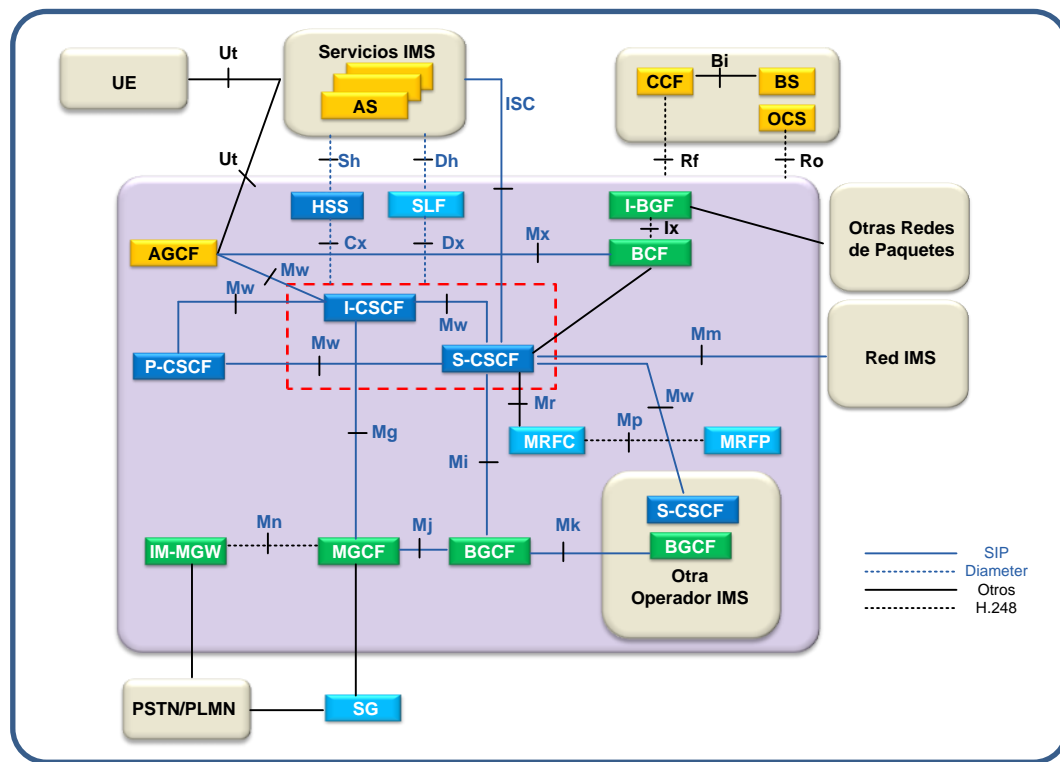 Ut
Servicios IMS
UE
AS
ISC
CCF
Bi
BS
OCS
Ut
Sh
Dh
Rf
Ro
HSS
SLF
I-BGF
Ix
Otras Redes
de Paquetes
AGCF
Cx
Dx
Mx
BCF
Mw
Mw
I-CSCF
Mw
Mw
P-CSCF
S-CSCF
Mm
Red IMS
Mr
Mw
Mg
MRFC
Mp
MRFP
Mi
S-CSCF
Mn
Mj
Mk
IM-MGW
MGCF
BGCF
BGCF
Otra
Operador IMS
SIP
Diameter
Otros
H.248
PSTN/PLMN
SG